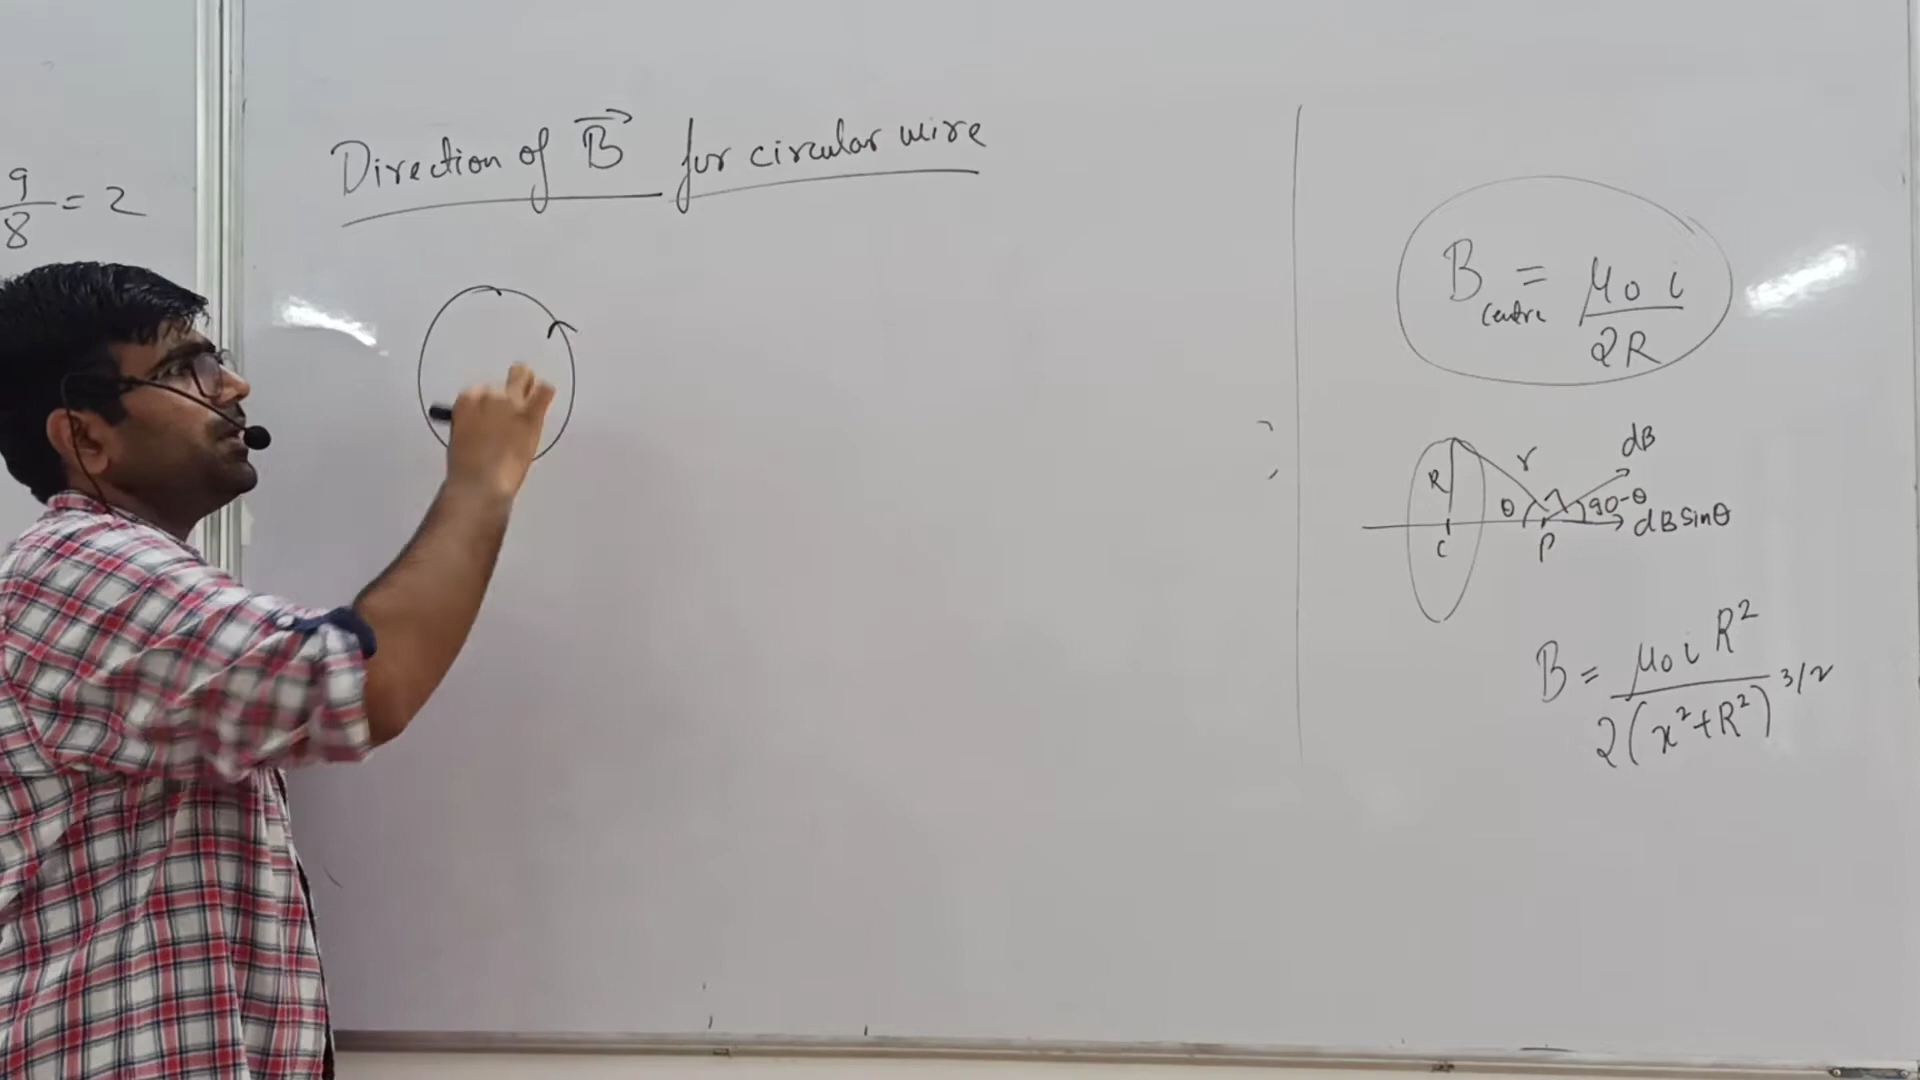 9/8 = 2
Direction of B⃗ for circular wire
B centre = μ0 i / 2R
dB
r
R
θ
90-θ
dB sinθ
C
P
B = μ0 i R² / 2(x²+R²)^3/2